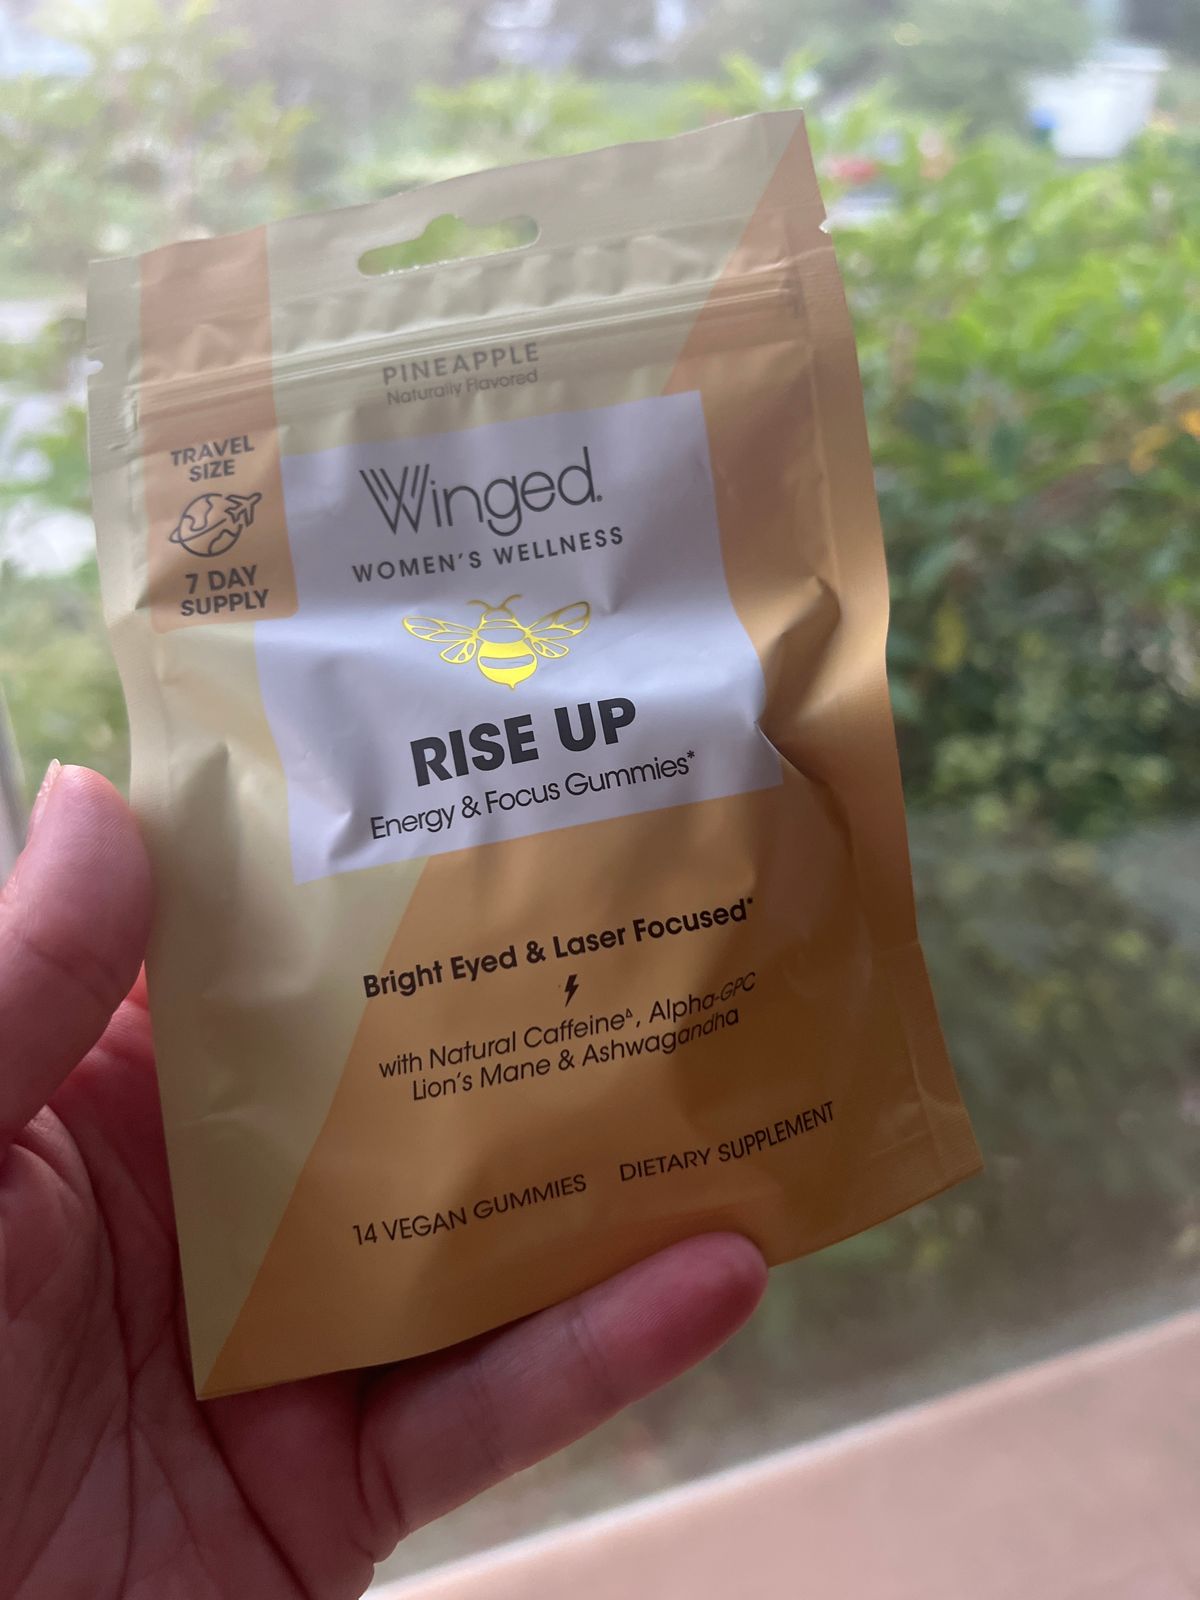 PINEAPPLE
Naturally Flavored
TRAVEL
SIZE
7 DAY
SUPPLY
Winged.
WOMEN'S WELLNESS
RISE UP
Energy & Focus Gummies*
Bright Eyed & Laser Focused*
with Natural Caffeine∆, Alpha-GPC
Lion's Mane & Ashwagandha
14 VEGAN GUMMIES DIETARY SUPPLEMENT